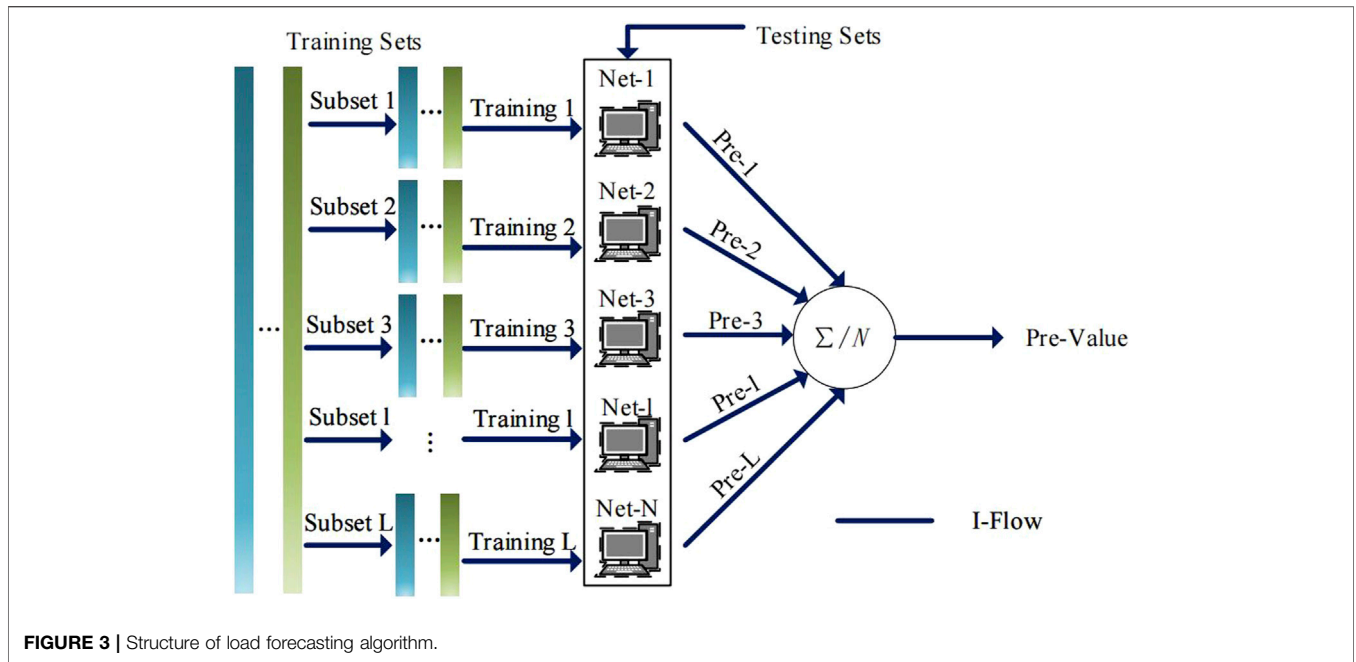 Training Sets
Testing Sets
Subset 1
...
Training 1
Net-1
Pre-1
Subset 2
...
Training 2
Net-2
Pre-2
...
Subset 3
...
Training 3
Net-3
Pre-3
Σ/N
Pre-Value
Subset l
⋮
Training l
Net-l
Pre-l
Subset L
...
Training L
Net-N
Pre-L
I-Flow
FIGURE 3 | Structure of load forecasting algorithm.